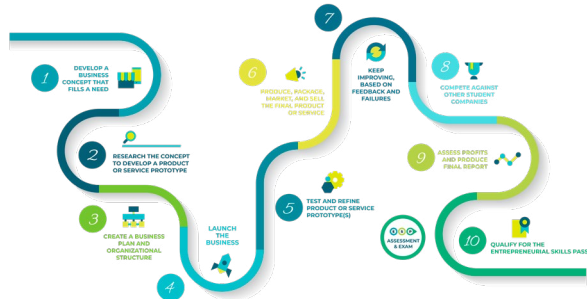 1
DEVELOP A
BUSINESS
CONCEPT THAT
FILLS A NEED
2
RESEARCH THE CONCEPT
TO DEVELOP A PRODUCT
OR SERVICE PROTOTYPE
3
CREATE A BUSINESS
PLAN AND
ORGANIZATIONAL
STRUCTURE
4
LAUNCH
THE
BUSINESS
5
TEST AND REFINE
PRODUCT OR SERVICE
PROTOTYPE(S)
6
PRODUCE, PACKAGE,
MARKET, AND SELL
THE FINAL PRODUCT
OR SERVICE
7
KEEP
IMPROVING,
BASED ON
FEEDBACK AND
FAILURES
8
COMPETE AGAINST
OTHER STUDENT
COMPANIES
9
ASSESS PROFITS
AND PRODUCE
FINAL REPORT
ASSESSMENT
& EXAM
10
QUALIFY FOR THE
ENTREPRENEURIAL SKILLS PASS